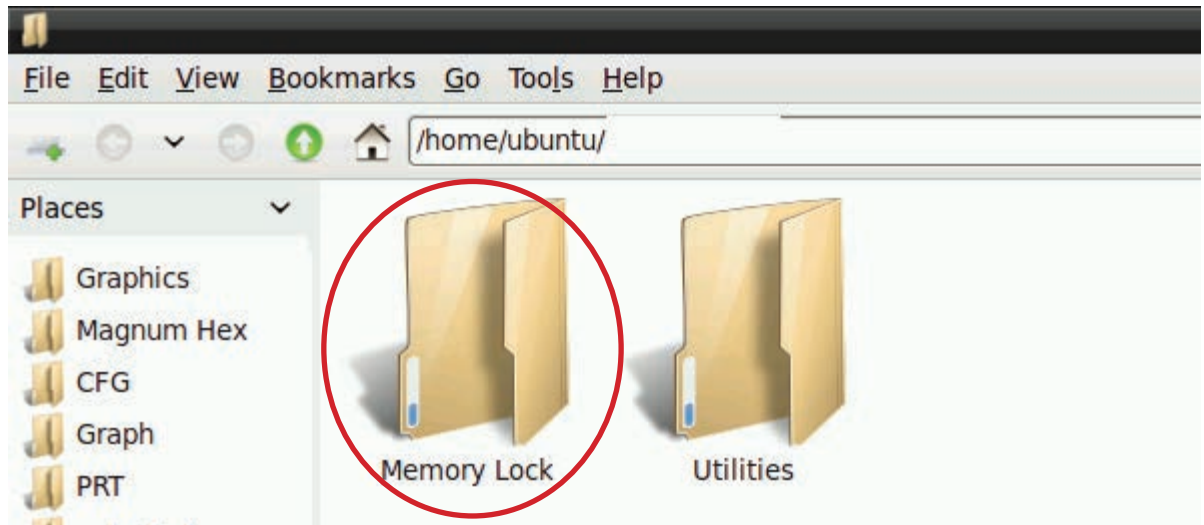 File Edit View Bookmarks Go Tools Help
/home/ubuntu/
Places
Graphics
Magnum Hex
CFG
Graph
PRT
Memory Lock
Utilities